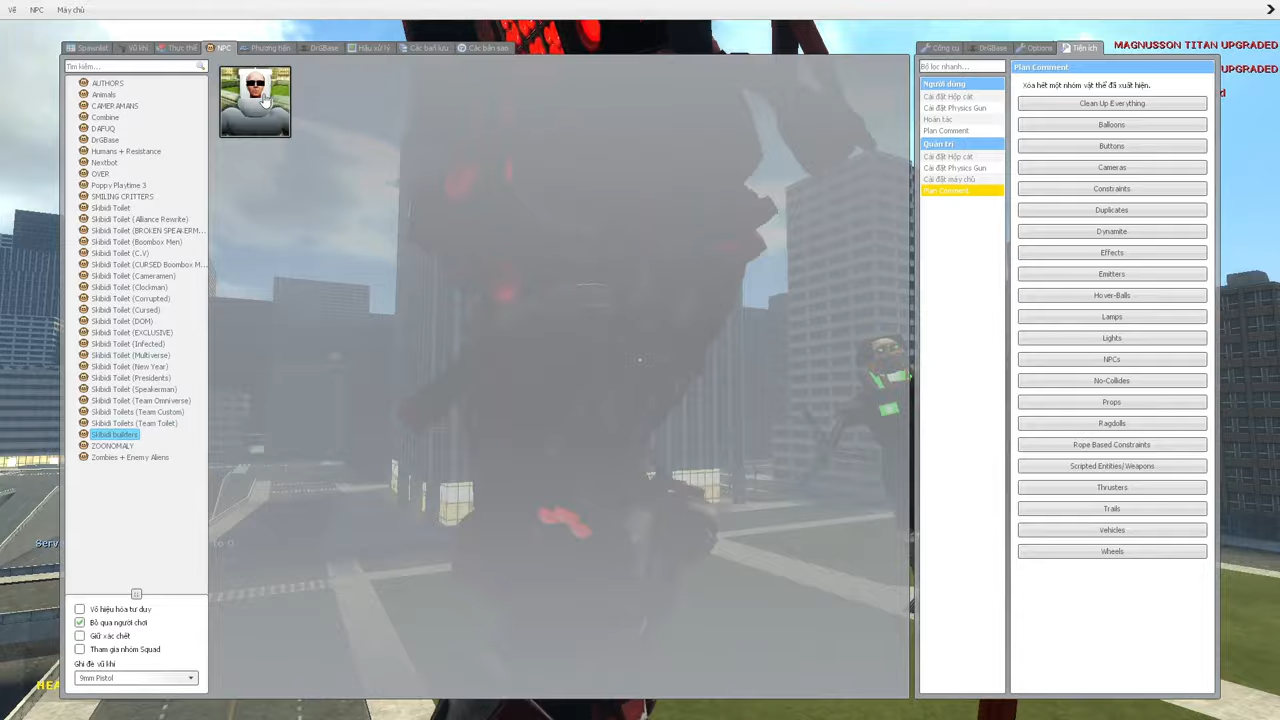 Vẽ NPC Máy chủ
MAGNUSSON TITAN UPGRADED
UPGRADED
Spawnlist Vũ khí Thực thể NPC Phương tiện DrGBase Hậu xử lý Các bản lưu Các bản sao
Tìm kiếm...
AUTHORS
Animals
CAMERAMANS
Combine
DAFUQ
DrGBase
Humans + Resistance
Nextbot
OVER
Poppy Playtime 3
SMILING CRITTERS
Skibidi Toilet
Skibidi Toilet (Alliance Rewrite)
Skibidi Toilet (BROKEN SPEAKERM...
Skibidi Toilet (Boombox Men)
Skibidi Toilet (C.V)
Skibidi Toilet (CURSED Boombox M...
Skibidi Toilet (Cameramen)
Skibidi Toilet (Clockman)
Skibidi Toilet (Corrupted)
Skibidi Toilet (Cursed)
Skibidi Toilet (DOM)
Skibidi Toilet (EXCLUSIVE)
Skibidi Toilet (Infected)
Skibidi Toilet (Multiverse)
Skibidi Toilet (New Year)
Skibidi Toilet (Presidents)
Skibidi Toilet (Speakerman)
Skibidi Toilet (Team Omniverse)
Skibidi Toilets (Team Custom)
Skibidi Toilets (Team Toilet)
Skibidi builders
ZOONOMALY
Zombies + Enemy Aliens
Vô hiệu hóa tư duy
Bỏ qua người chơi
Giữ xác chết
Tham gia nhóm Squad
Ghi đè vũ khí
9mm Pistol
Công cụ DrGBase Options Tiện ích
Bộ lọc nhanh...
Người dùng
Cài đặt Hộp cát
Cài đặt Physics Gun
Hoàn tác
Plan Comment
Quản trị
Cài đặt Hộp cát
Cài đặt Physics Gun
Cài đặt máy chủ
Plan Comment
Plan Comment
Xóa hết một nhóm vật thể đã xuất hiện.
Clean Up Everything
Balloons
Buttons
Cameras
Constraints
Duplicates
Dynamite
Effects
Emitters
Hover-Balls
Lamps
Lights
NPCs
No-Collides
Props
Ragdolls
Rope Based Constraints
Scripted Entities/Weapons
Thrusters
Trails
Vehicles
Wheels